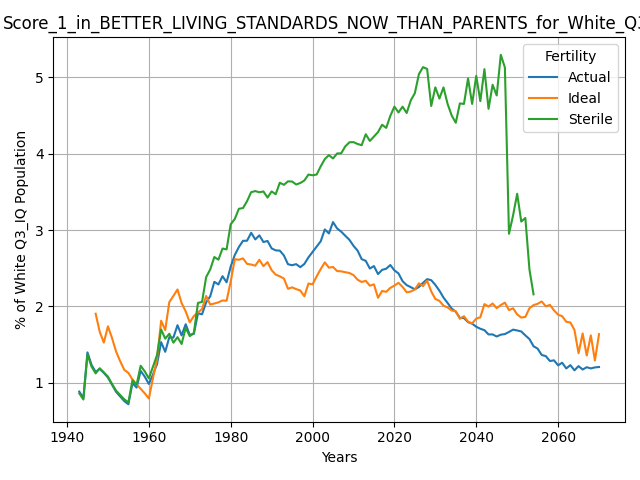 Score_1_in_BETTER_LIVING_STANDARDS_NOW_THAN_PARENTS_for_White_Q3
Fertility
Actual
Ideal
Sterile
% of White Q3_IQ Population
5
4
3
2
1
1940 1960 1980 2000 2020 2040 2060
Years